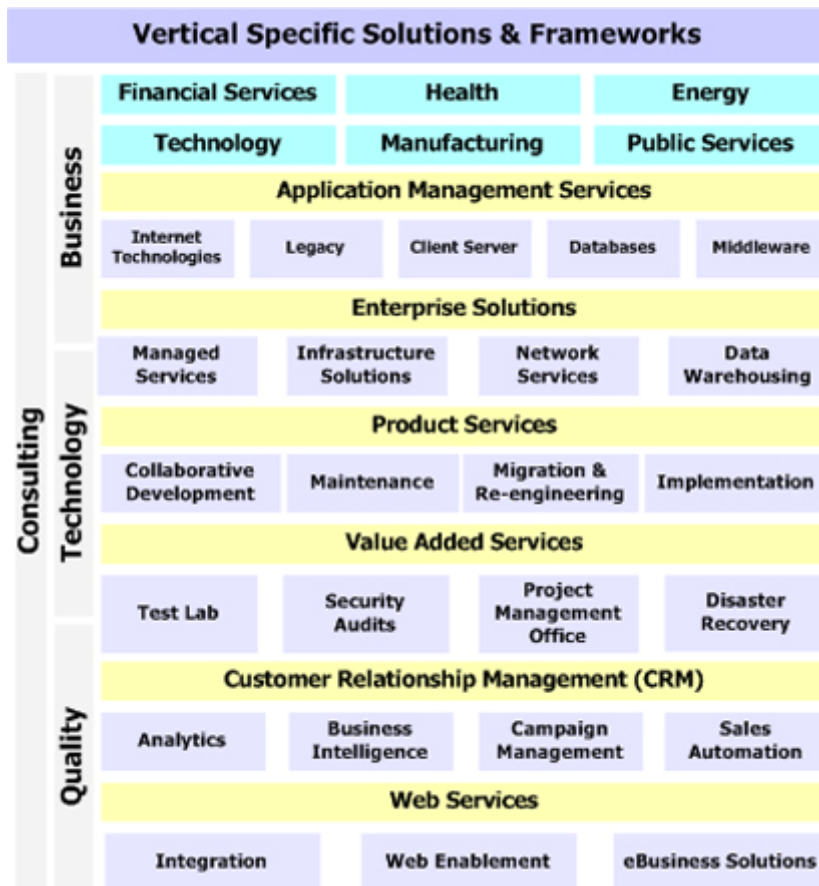 Vertical Specific Solutions & Frameworks
Consulting
Business
Technology
Quality
Financial Services
Health
Energy
Technology
Manufacturing
Public Services
Application Management Services
Internet
Technologies
Legacy
Client Server
Databases
Middleware
Enterprise Solutions
Managed
Services
Infrastructure
Solutions
Network
Services
Data
Warehousing
Product Services
Collaborative
Development
Maintenance
Migration &
Re-engineering
Implementation
Value Added Services
Test Lab
Security
Audits
Project
Management
Office
Disaster
Recovery
Customer Relationship Management (CRM)
Analytics
Business
Intelligence
Campaign
Management
Sales
Automation
Web Services
Integration
Web Enablement
eBusiness Solutions